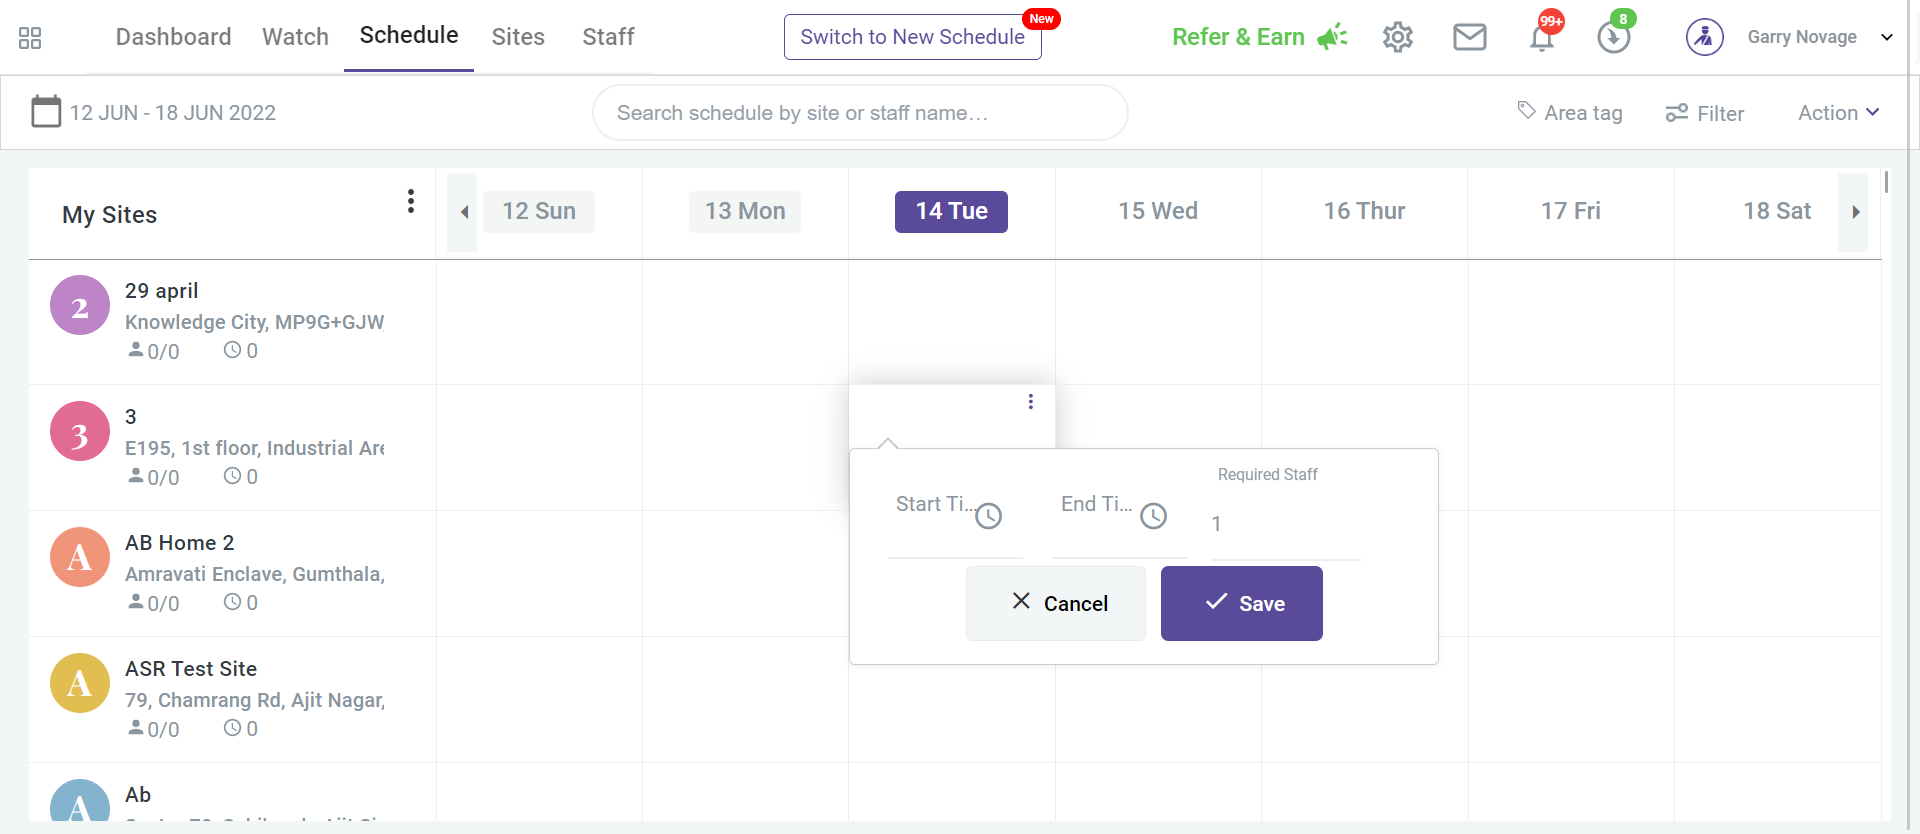 Dashboard Watch Schedule Sites Staff Switch to New Schedule New Refer & Earn 99+ 8 Garry Novage
12 JUN - 18 JUN 2022 Search schedule by site or staff name... Area tag Filter Action
My Sites 12 Sun 13 Mon 14 Tue 15 Wed 16 Thur 17 Fri 18 Sat
2 29 april
Knowledge City, MP9G+GJW,
0/0 0
3 3
E195, 1st floor, Industrial Are
0/0 0
Required Staff
Start Ti... End Ti... 1
Cancel Save
A AB Home 2
Amravati Enclave, Gumthala,
0/0 0
A ASR Test Site
79, Chamrang Rd, Ajit Nagar,
0/0 0
A Ab